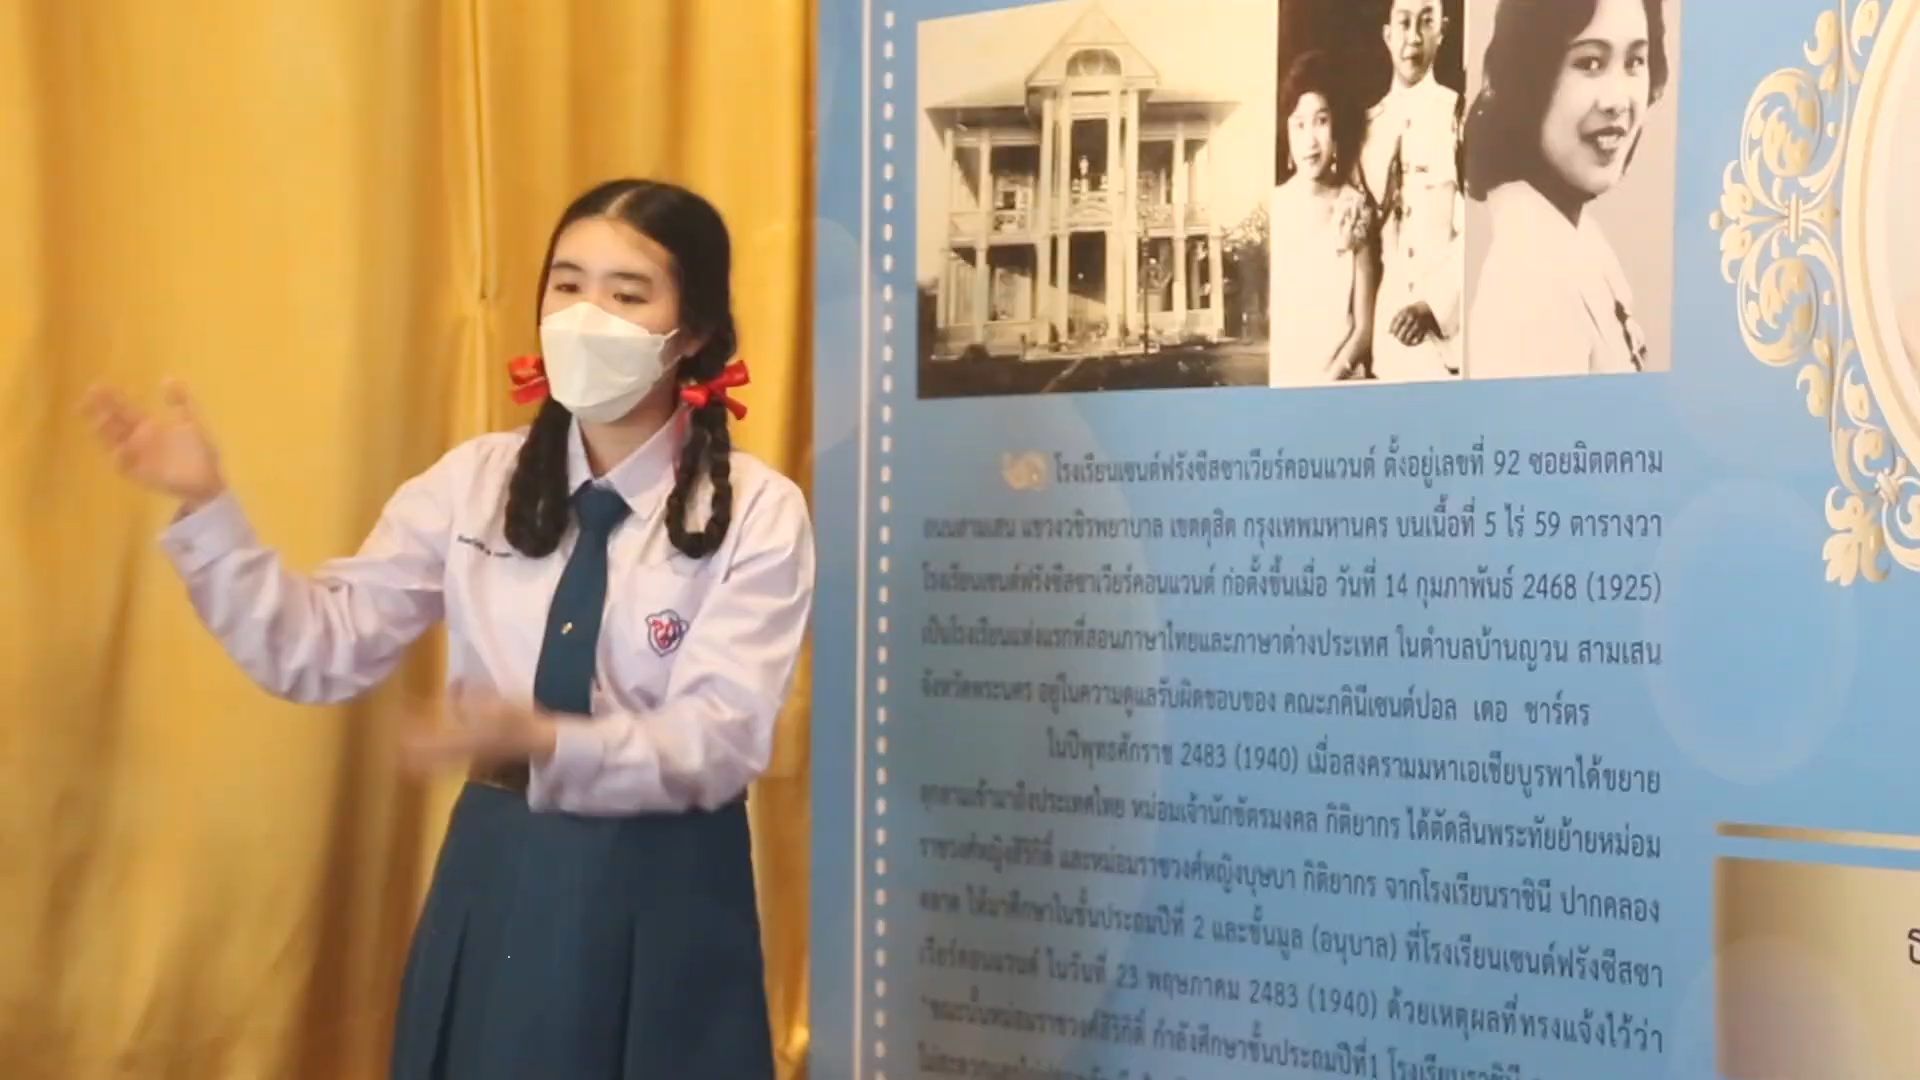 โรงเรียนเซนต์ฟรังซีสซาเวียร์คอนแวนต์ ตั้งอยู่เลขที่ 92 ซอยมิตตคาม
ถนนสามเสน แขวงวชิรพยาบาล เขตดุสิต กรุงเทพมหานคร บนเนื้อที่ 5 ไร่ 59 ตารางวา
โรงเรียนเซนต์ฟรังซีสซาเวียร์คอนแวนต์ ก่อตั้งขึ้นเมื่อ วันที่ 14 กุมภาพันธ์ 2468 (1925)
เป็นโรงเรียนแห่งแรกที่สอนภาษาไทยและภาษาต่างประเทศ ในตำบลบ้านญวน สามเสน
จังหวัดพระนคร อยู่ในความดูแลรับผิดชอบของ คณะภคินีเซนต์ปอล เดอ ชาร์ตร
ในปีพุทธศักราช 2483 (1940) เมื่อสงครามมหาเอเชียบูรพาได้ขยาย
ลุกลามเข้ามาถึงประเทศไทย หม่อมเจ้านักขัตรมงคล กิติยากร ได้ตัดสินพระทัยย้ายหม่อม
ราชวงศ์หญิงสิริกิติ์ และหม่อมราชวงศ์หญิงบุษบา กิติยากร จากโรงเรียนราชินี ปากคลอง
ตลาด ให้มาศึกษาในชั้นประถมปีที่ 2 และชั้นมูล (อนุบาล) ที่โรงเรียนเซนต์ฟรังซีสซา
เวียร์คอนแวนต์ ในวันที่ 23 พฤษภาคม 2483 (1940) ด้วยเหตุผลที่ทรงแจ้งไว้ว่า
"ขณะนั้นหม่อมราชวงศ์สิริกิติ์ กำลังศึกษาชั้นประถมปีที่1 โรงเรียนราชินี